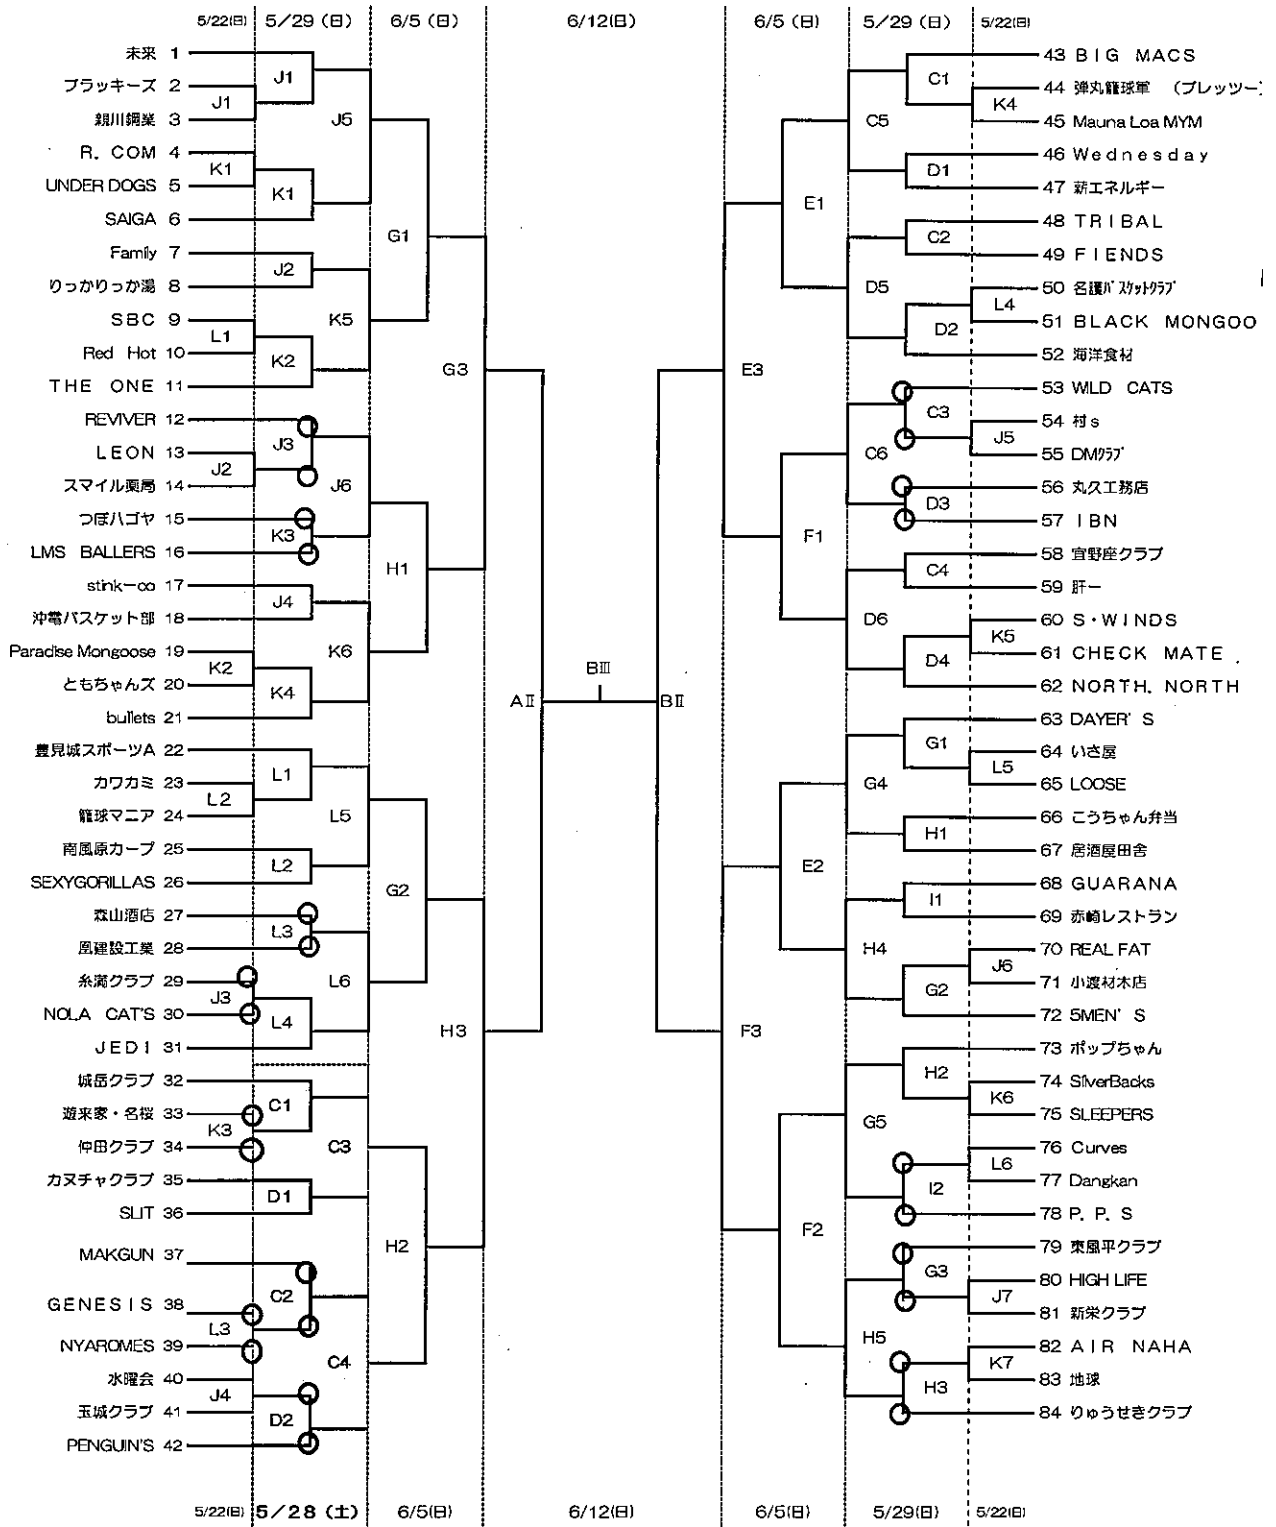 5/22(日) 5/29 (日) 6/5 (日) 6/12(日) 6/5 (日) 5/29 (日) 5/22(日)
未来 1
ブラッキーズ 2
鋼業 3
R. COM 4
UNDER DOGS 5
SAIGA 6
Family 7
りっかりっか湯 8
SBC 9
Red Hot 10
THE ONE 11
REVIVER 12
LEON 13
スマイル薬局 14
つぼハゴヤ 15
LMS BALLERS 16
stink-∞ 17
沖電バスケット部 18
Paradise Mongoose 19
ともちゃんズ 20
bullets 21
豊見城スポーツA 22
カワカミ 23
籠球マニア 24
南風原カープ 25
SEXYGORILLAS 26
森山酒店 27
凰建設工業 28
糸満クラブ 29
NOLA CAT'S 30
JEDI 31
城岳クラブ 32
遊来家・名桜 33
仲田クラブ 34
カヌチャクラブ 35
SLIT 36
MAKGUN 37
GENESIS 38
NYAROMES 39
水曜会 40
玉城クラブ 41
PENGUIN'S 42
J1
K1
L1
J2
K2
L2
J3
K3
L3
J4
J1
K1
J2
K2
J3
K3
J4
K4
L1
L2
L3
L4
C1
D1
C2
D2
J5
K5
J6
K6
L5
L6
C3
C4
G1
H1
G2
H2
G3
H3
AⅡ
BⅢ
BⅡ
E3
F3
E1
F1
E2
F2
C5
D5
C6
D6
G4
H4
G5
H5
C1
D1
C2
D2
C3
D3
C4
D4
G1
H1
I1
G2
H2
I2
G3
H3
K4
L4
J5
K5
L5
J6
K6
L6
J7
K7
43 BIG MACS
44 弾丸籠球軍 (ブレッツー)
45 Mauna Loa MYM
46 Wednesday
47 新エネルギー
48 TRIBAL
49 FIENDS
50 名護バスケットクラブ
51 BLACK MONGOO
52 海洋食材
53 WILD CATS
54 村s
55 DMクラブ
56 丸久工務店
57 IBN
58 宜野座クラブ
59 肝一
60 S・WINDS
61 CHECK MATE
62 NORTH. NORTH
63 DAYER'S
64 いさ屋
65 LOOSE
66 こうちゃん弁当
67 居酒屋田舎
68 GUARANA
69 赤崎レストラン
70 REAL FAT
71 小渡材木店
72 5MEN'S
73 ポップちゃん
74 SilverBacks
75 SLEEPERS
76 Curves
77 Dangkan
78 P. P. S
79 東風平クラブ
80 HIGH LIFE
81 新栄クラブ
82 AIR NAHA
83 地球
84 りゅうせきクラブ
5/22(日) 5/28 (土) 6/5(日) 6/12(日) 6/5(日) 5/29(日) 5/22(日)